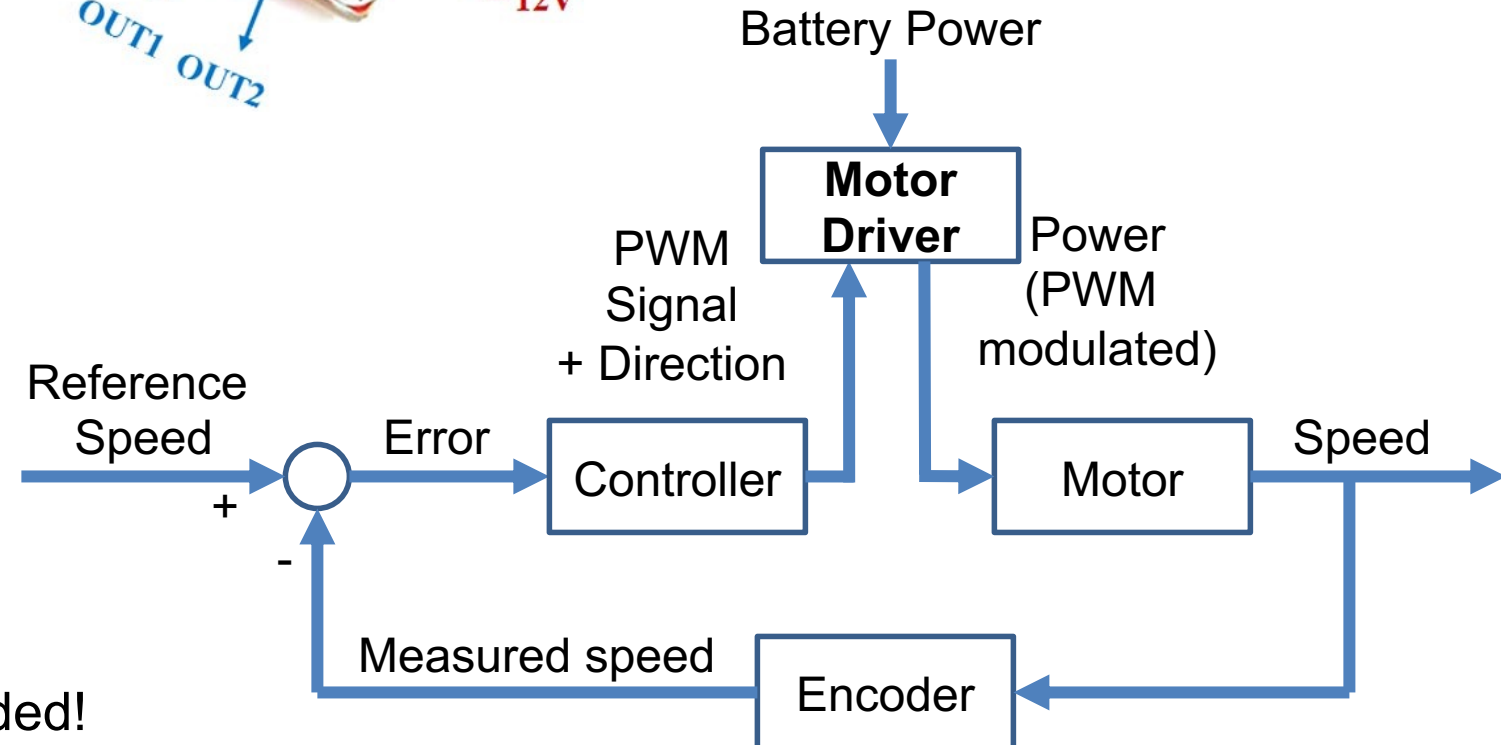 12V
OUT1 OUT2
Battery Power
Motor
Driver
PWM
Signal
+ Direction
Power
(PWM
modulated)
Reference
Speed
+
-
Error
Controller
Motor
Speed
Measured speed
Encoder
ded!